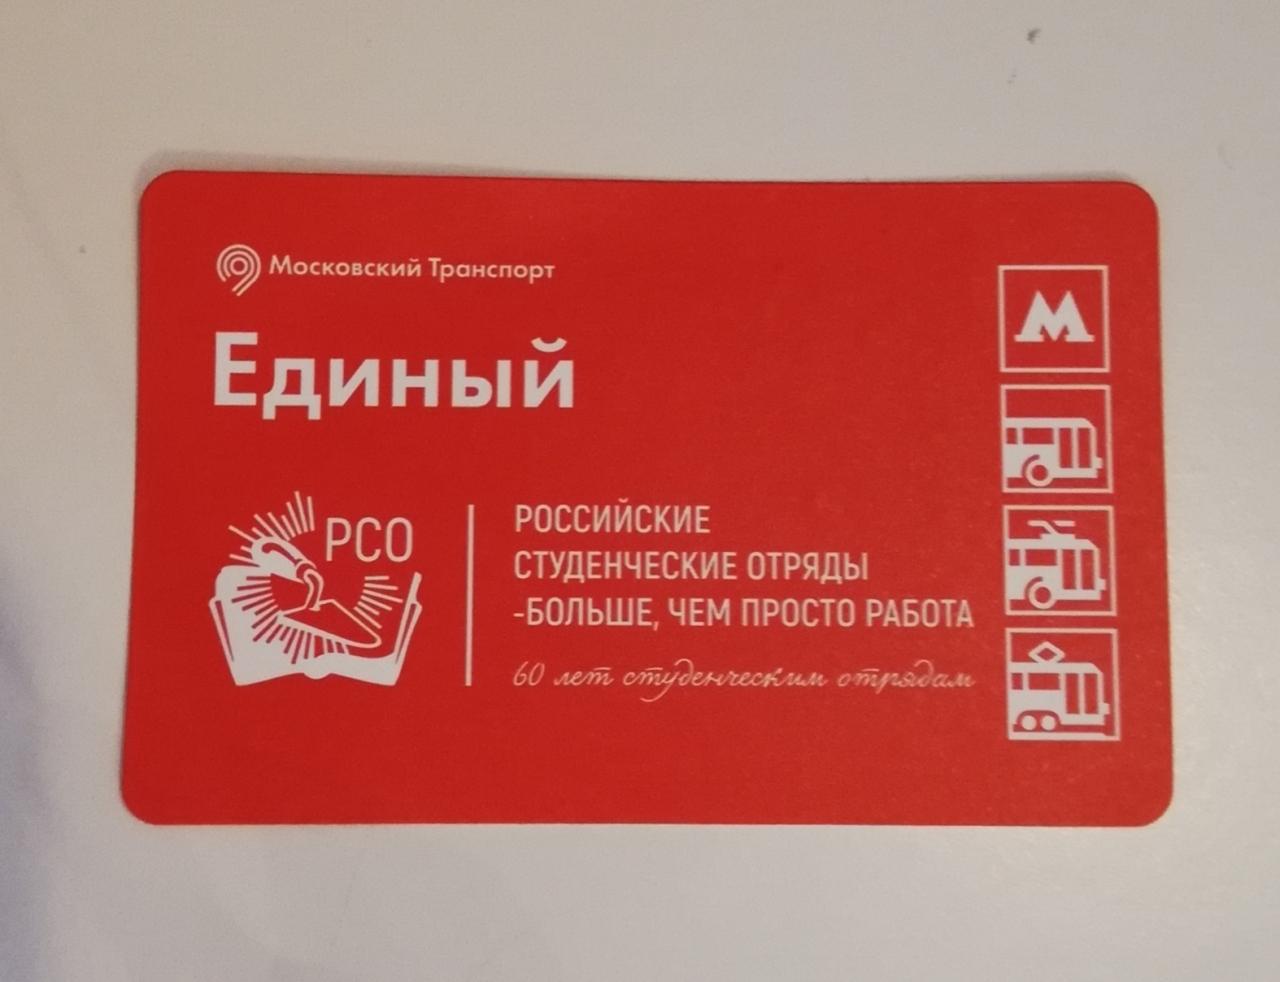 Московский Транспорт
Единый
РСО
РОССИЙСКИЕ
СТУДЕНЧЕСКИЕ ОТРЯДЫ
-БОЛЬШЕ, ЧЕМ ПРОСТО РАБОТА
60 лет студенческим отрядам
М